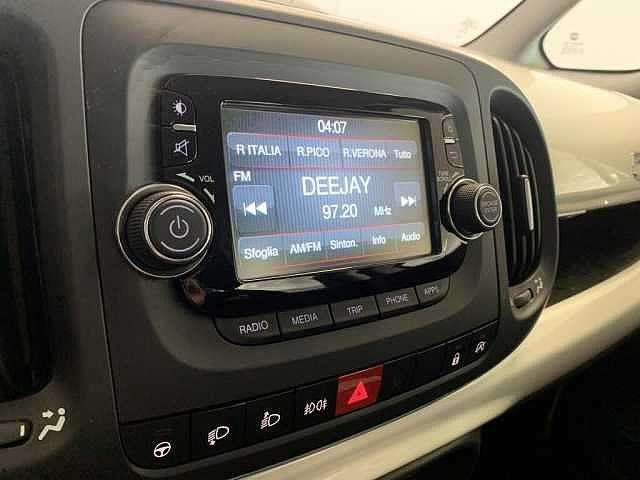 04:07
R ITALIA R.PICO R.VERONA Tutto
FM
DEEJAY
97.20 MHz
Sfoglia AM/FM Sinton. Info Audio
VOL
RADIO MEDIA TRIP PHONE APPS